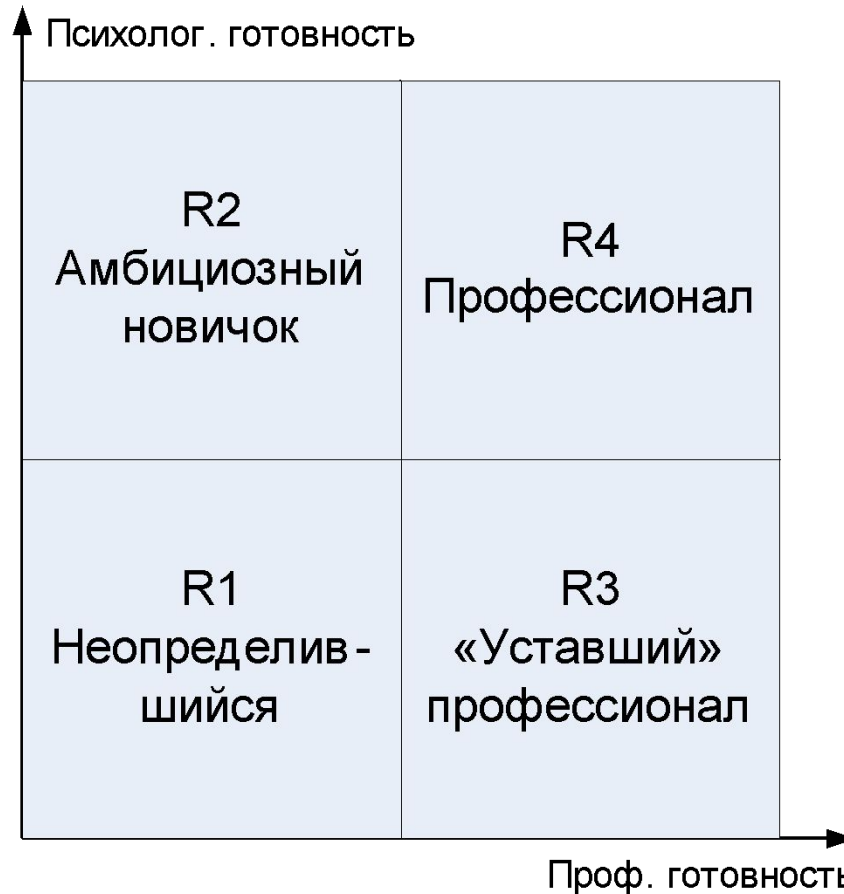 Психолог. готовность
R2
Амбициозный
новичок
R4
Профессионал
R1
Неопределив-
шийся
R3
«Уставший»
профессионал
Проф. готовность